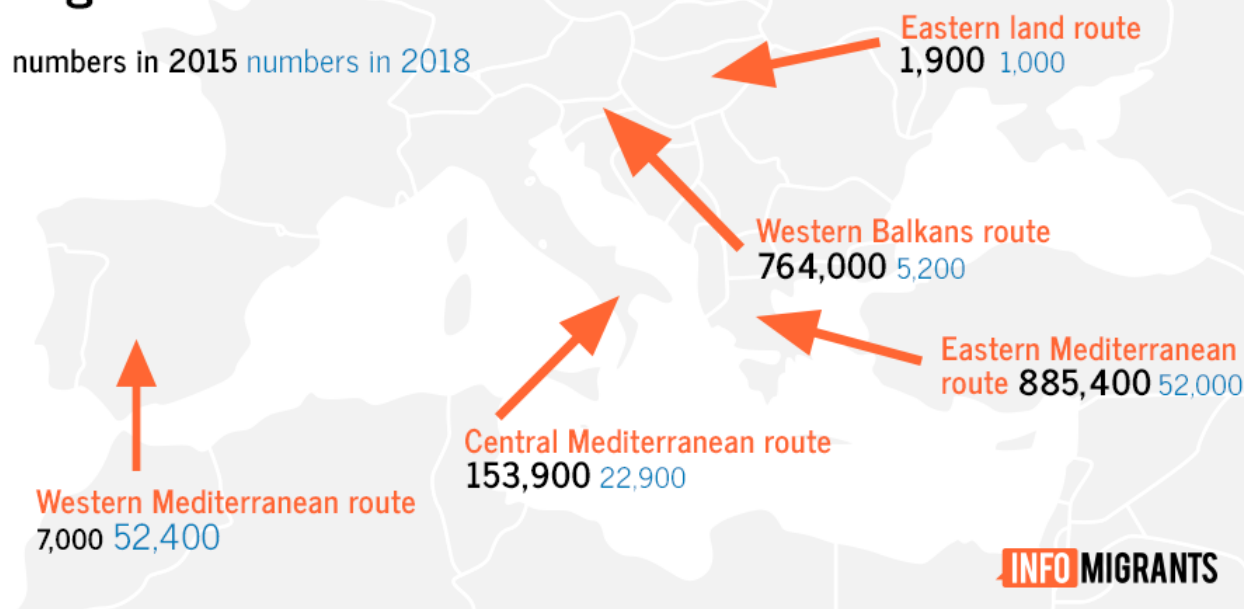 numbers in 2015 numbers in 2018
Eastern land route
1,900 1,000
Western Balkans route
764,000 5,200
Eastern Mediterranean
route 885,400 52,000
Central Mediterranean route
153,900 22,900
Western Mediterranean route
7,000 52,400
INFOMIGRANTS